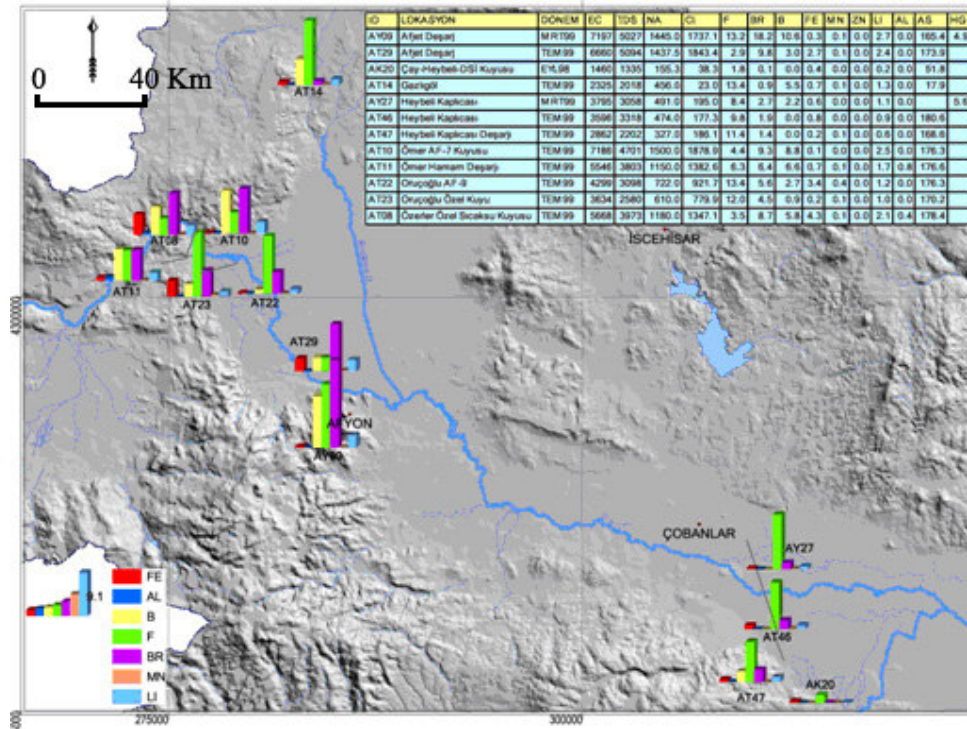 0 40 Km
ID LOKASYON DÖNEM EC TDS NA Cl F BR B FE MN ZN LI AL AS HG
AY09 Afjet Deşarj MRT99 7197 5027 1445.0 1737.1 13.2 18.2 10.6 0.3 0.1 0.0 2.7 0.0 165.4 4.9
AT29 Afjet Deşarj TEM99 6660 5094 1437.5 1843.4 2.9 9.8 3.0 2.7 0.1 0.0 2.4 0.0 173.9
AK20 Çay-Heybeli-DSİ Kuyusu EYL98 1460 1335 155.3 38.3 1.8 0.1 0.0 0.4 0.0 0.0 0.2 0.0 51.8
AT14 Gazlıgöl TEM99 2325 2018 456.0 23.0 13.4 0.9 5.5 0.7 0.1 0.0 1.3 0.0 17.9
AY27 Heybeli Kaplıcası MRT99 3795 3058 491.0 195.0 8.4 2.7 2.2 0.6 0.0 0.0 1.1 0.0 5.6
AT46 Heybeli Kaplıcası TEM99 3596 3318 474.0 177.3 9.8 1.9 0.0 0.8 0.0 0.0 0.9 0.0 180.6
AT47 Heybeli Kaplıcası Deşarjı TEM99 2862 2202 327.0 186.1 11.4 1.4 0.0 0.2 0.1 0.0 0.6 0.0 168.6
AT10 Ömer AF-7 Kuyusu TEM99 7186 4701 1500.0 1878.9 4.4 9.3 8.8 0.1 0.0 0.0 2.5 0.0 176.3
AT11 Ömer Hamam Deşarj TEM99 5546 3803 1150.0 1382.6 6.3 6.4 6.6 0.7 0.1 0.0 1.7 0.8 176.6
AT22 Oruçoğlu AF-9 TEM99 4299 3098 722.0 921.7 13.4 5.6 2.7 3.4 0.4 0.0 1.2 0.0 176.3
AT23 Oruçoğlu Özel Kuyu TEM99 3634 2580 610.0 779.9 12.0 4.5 0.9 0.2 0.1 0.0 1.0 0.0 170.2
AT08 Özerler Özel Sıcaksu Kuyusu TEM99 5668 3973 1180.0 1347.1 3.5 8.7 5.8 4.3 0.1 0.0 2.1 0.4 178.4
AT14
AT08
AT10
İSCEHİSAR
AT11
AT23
AT22
4300000
AT29
AFYON
AY09
ÇOBANLAR
AY27
9.1
FE
AL
B
F
BR
MN
LI
AT46
AT47
AK20
275000
300000